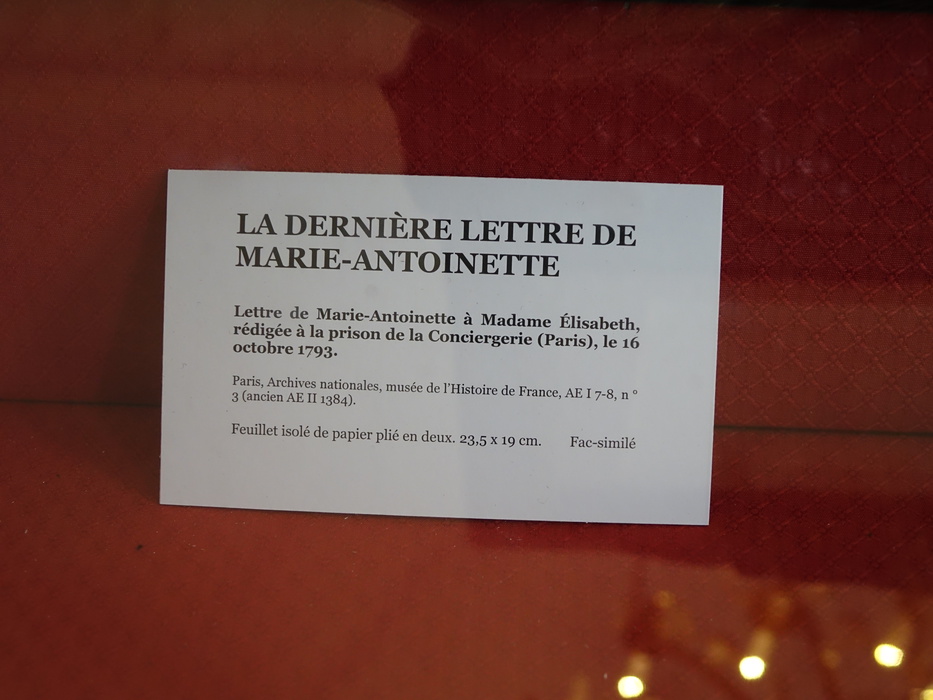 LA DERNIÈRE LETTRE DE
MARIE-ANTOINETTE
Lettre de Marie-Antoinette à Madame Élisabeth,
rédigée à la prison de la Conciergerie (Paris), le 16
octobre 1793.
Paris, Archives nationales, musée de l'Histoire de France, AE I 7-8, n °
3 (ancien AE II 1384).
Feuillet isolé de papier plié en deux. 23,5 x 19 cm. Fac-similé